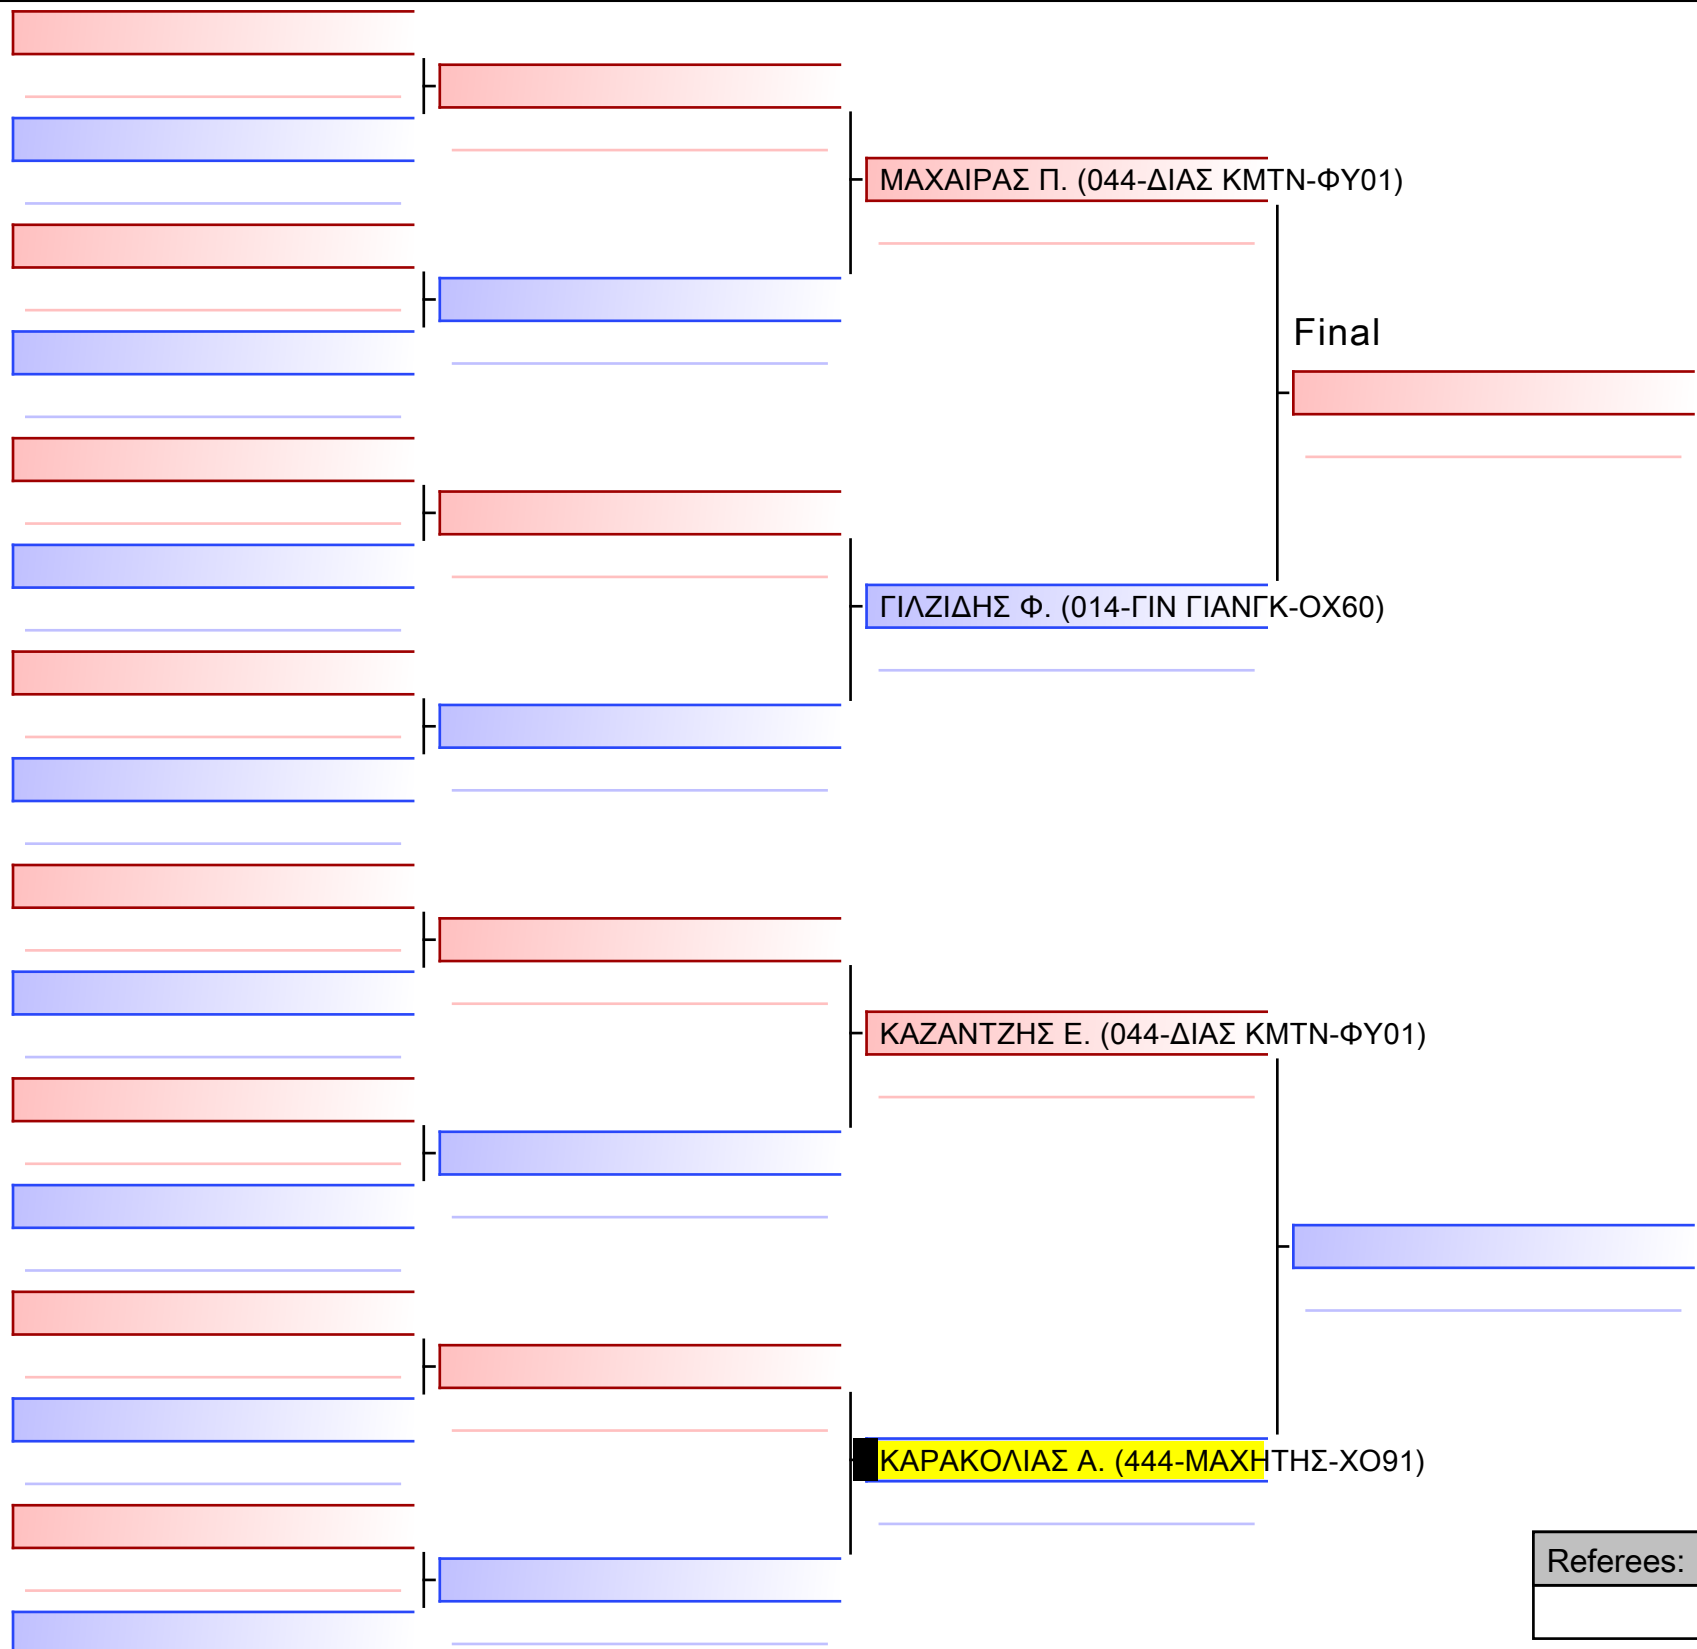 ΜΑΧΑΙΡΑΣ Π. (044-ΔΙΑΣ ΚΜΤΝ-ΦΥ01)
Final
ΓΙΛΖΙΔΗΣ Φ. (014-ΓΙΝ ΓΙΑΝΓΚ-ΟΧ60)
ΚΑΖΑΝΤΖΗΣ Ε. (044-ΔΙΑΣ ΚΜΤΝ-ΦΥ01)
ΚΑΡΑΚΟΛΙΑΣ Α. (444-ΜΑΧΗΤΗΣ-ΧΟ91)
Referees: